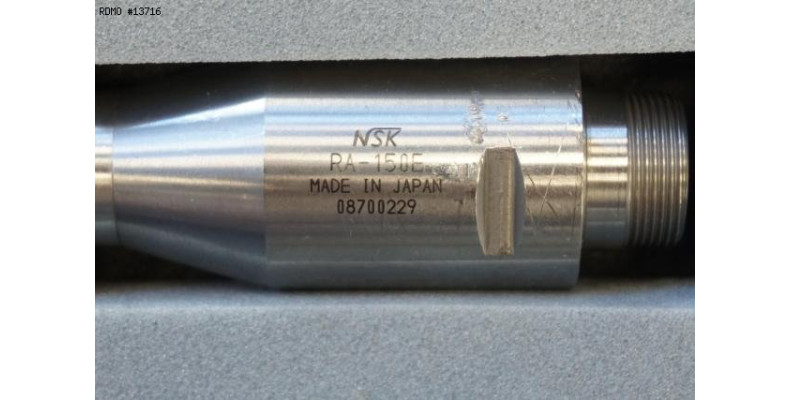 RDMO #13716
NSK
RA-150E
MADE IN JAPAN
08700229